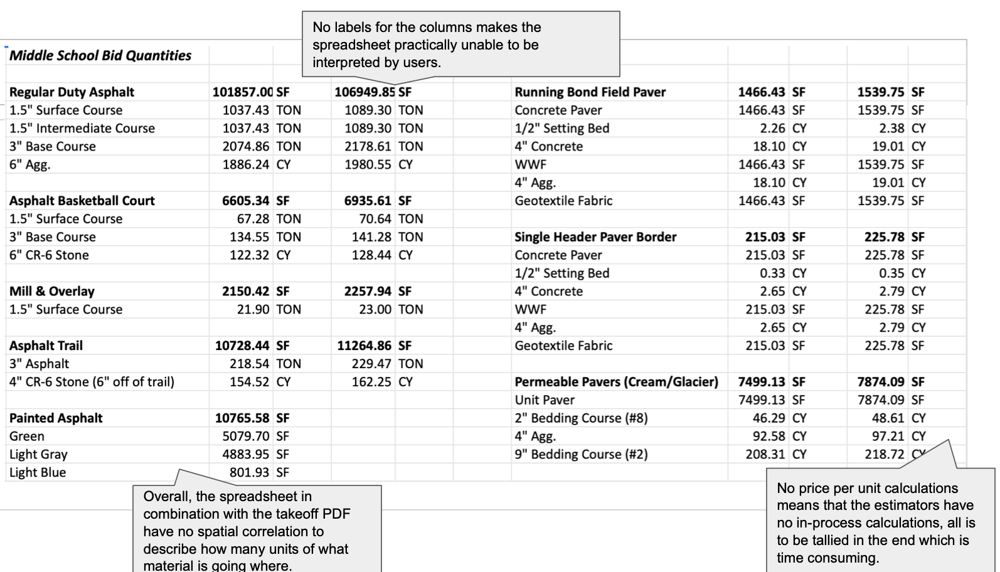 No labels for the columns makes the
spreadsheet practically unable to be
interpreted by users.
Middle School Bid Quantities
Regular Duty Asphalt 101857.00 SF 106949.85 SF
1.5" Surface Course 1037.43 TON 1089.30 TON
1.5" Intermediate Course 1037.43 TON 1089.30 TON
3" Base Course 2074.86 TON 2178.61 TON
6" Agg. 1886.24 CY 1980.55 CY
Asphalt Basketball Court 6605.34 SF 6935.61 SF
1.5" Surface Course 67.28 TON 70.64 TON
3" Base Course 134.55 TON 141.28 TON
6" CR-6 Stone 122.32 CY 128.44 CY
Mill & Overlay 2150.42 SF 2257.94 SF
1.5" Surface Course 21.90 TON 23.00 TON
Asphalt Trail 10728.44 SF 11264.86 SF
3" Asphalt 218.54 TON 229.47 TON
4" CR-6 Stone (6" off of trail) 154.52 CY 162.25 CY
Painted Asphalt 10765.58 SF
Green 5079.70 SF
Light Gray 4883.95 SF
Light Blue 801.93 SF
Running Bond Field Paver 1466.43 SF 1539.75 SF
Concrete Paver 1466.43 SF 1539.75 SF
1/2" Setting Bed 2.26 CY 2.38 CY
4" Concrete 18.10 CY 19.01 CY
WWF 1466.43 SF 1539.75 SF
4" Agg. 18.10 CY 19.01 CY
Geotextile Fabric 1466.43 SF 1539.75 SF
Single Header Paver Border 215.03 SF 225.78 SF
Concrete Paver 215.03 SF 225.78 SF
1/2" Setting Bed 0.33 CY 0.35 CY
4" Concrete 2.65 CY 2.79 CY
WWF 215.03 SF 225.78 SF
4" Agg. 2.65 CY 2.79 CY
Geotextile Fabric 215.03 SF 225.78 SF
Permeable Pavers (Cream/Glacier) 7499.13 SF 7874.09 SF
Unit Paver 7499.13 SF 7874.09 SF
2" Bedding Course (#8) 46.29 CY 48.61 CY
4" Agg. 92.58 CY 97.21 CY
9" Bedding Course (#2) 208.31 CY 218.72 CY
Overall, the spreadsheet in
combination with the takeoff PDF
have no spatial correlation to
describe how many units of what
material is going where.
No price per unit calculations
means that the estimators have
no in-process calculations, all is
to be tallied in the end which is
time consuming.